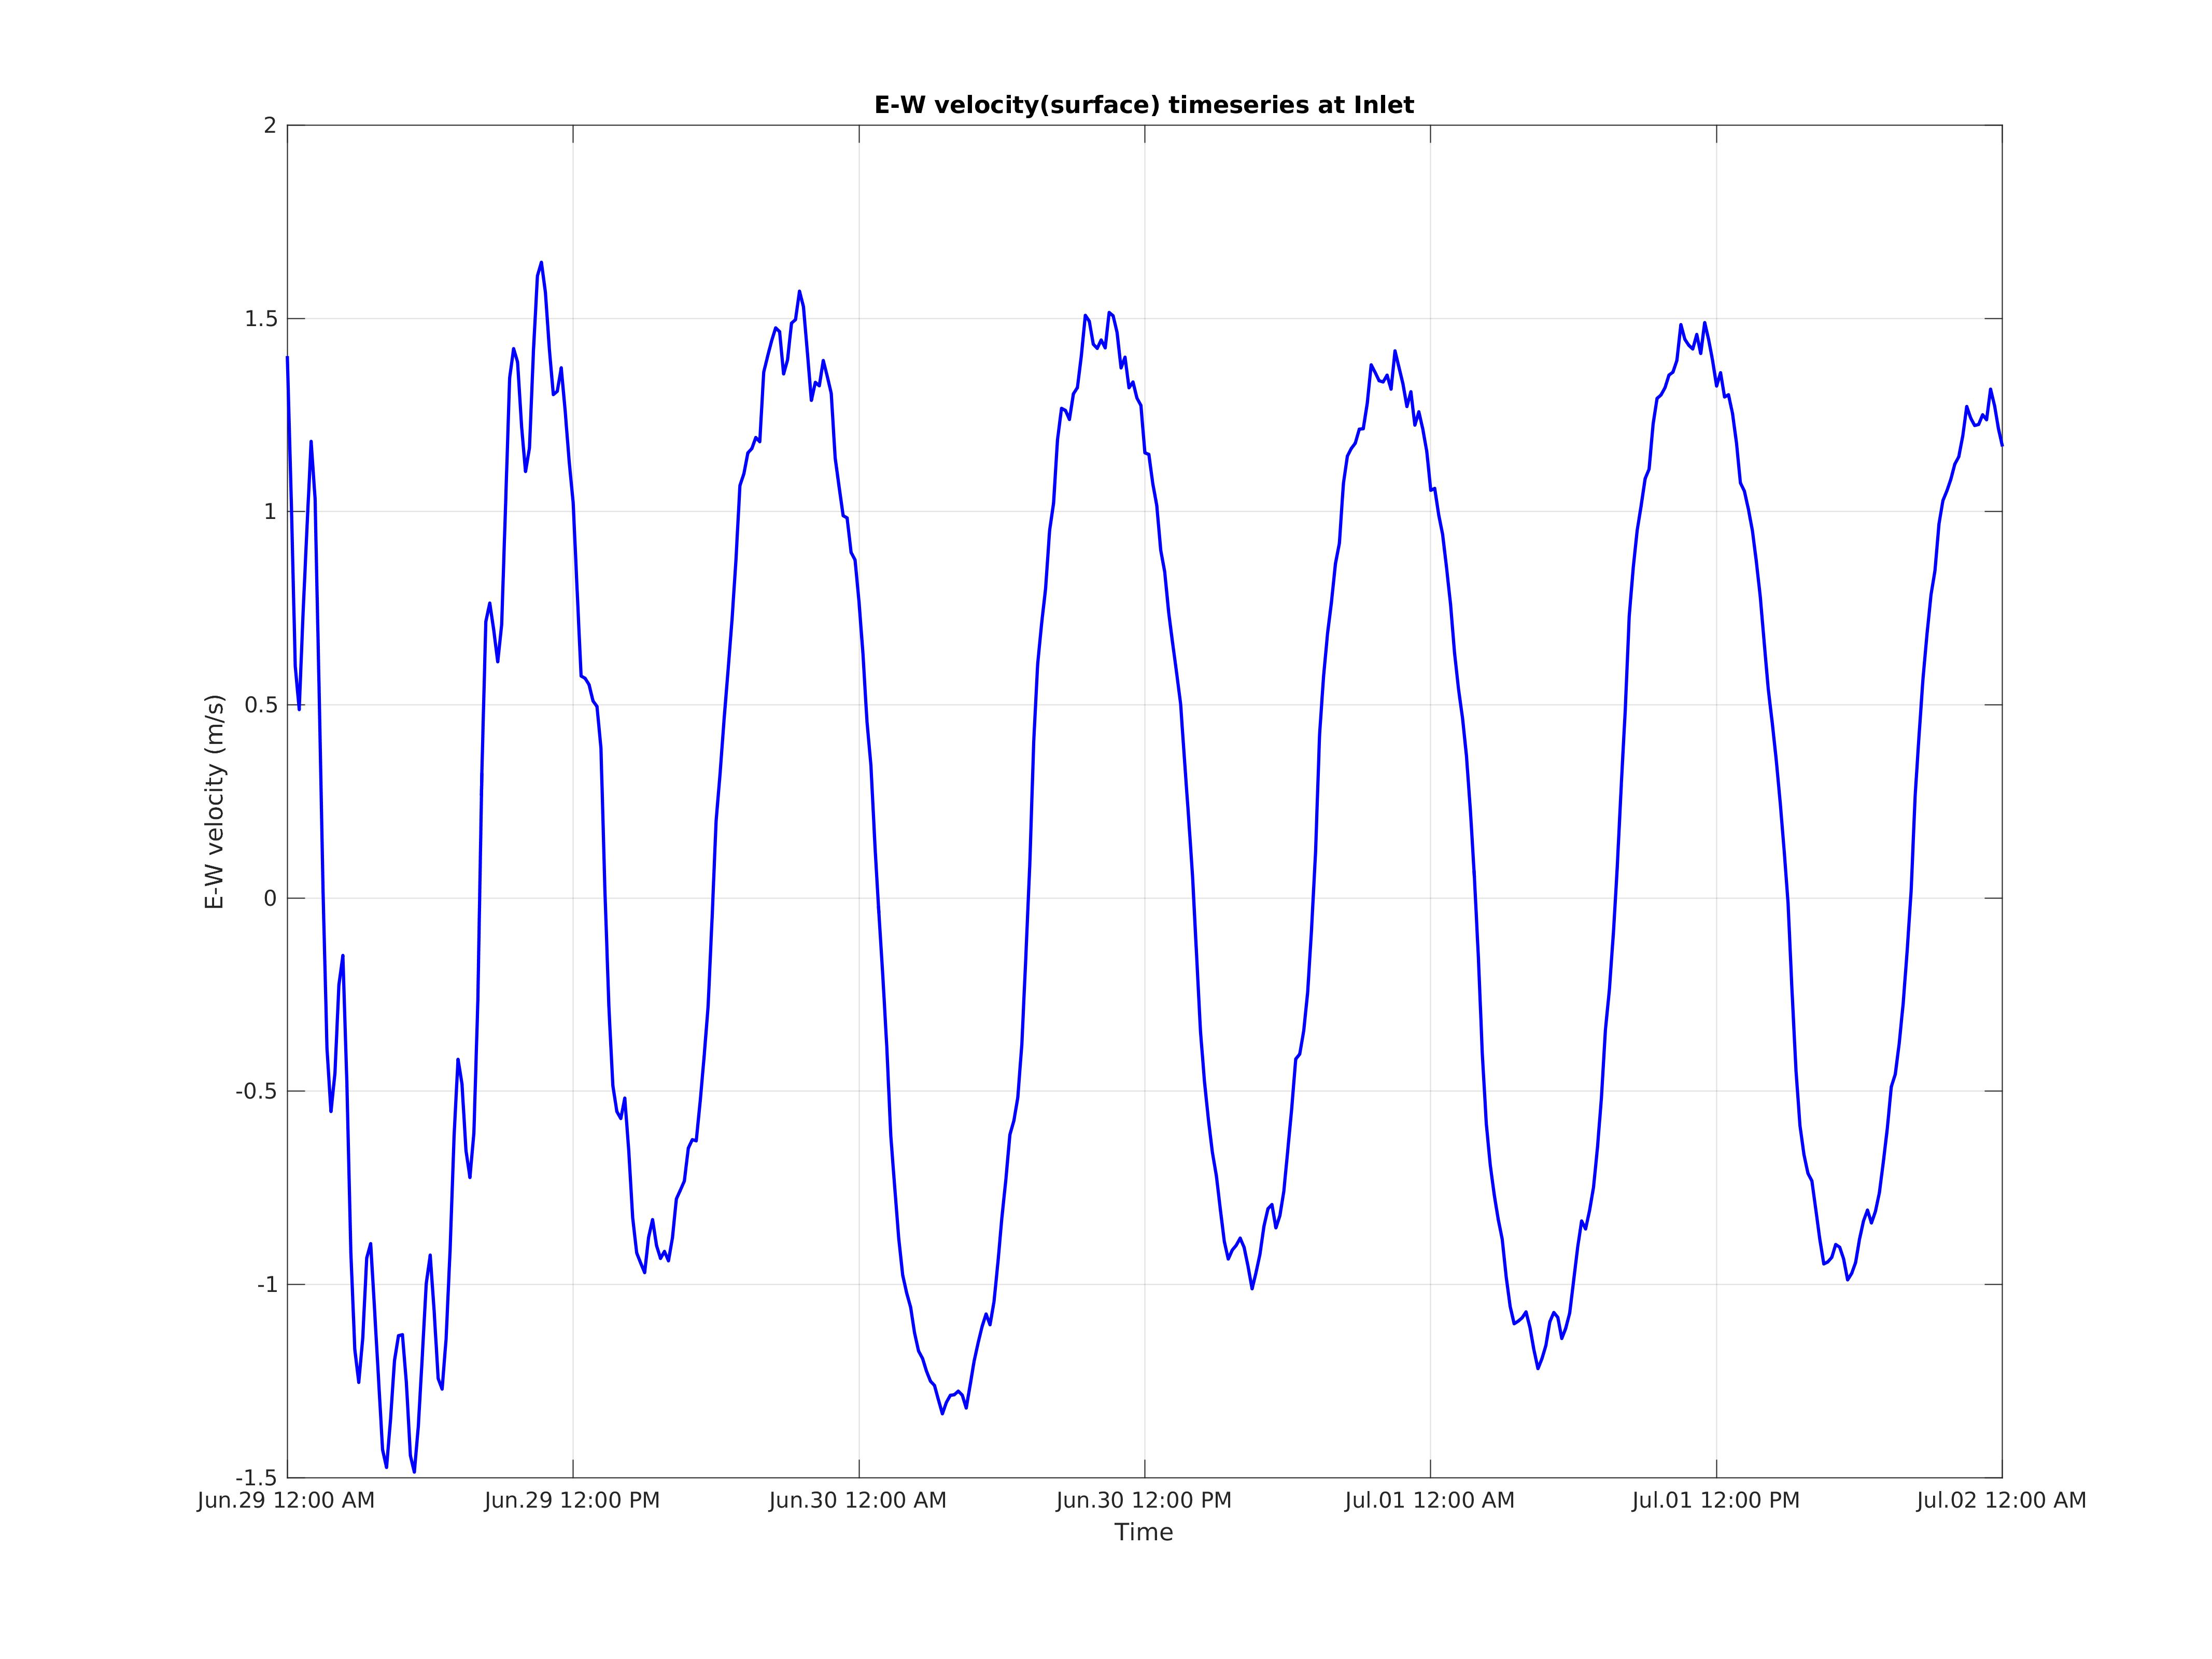 E-W velocity(surface) timeseries at Inlet
2
1.5
1
0.5
0
-0.5
-1
-1.5
E-W velocity (m/s)
Jun.29 12:00 AM Jun.29 12:00 PM Jun.30 12:00 AM Jun.30 12:00 PM Jul.01 12:00 AM Jul.01 12:00 PM Jul.02 12:00 AM
Time